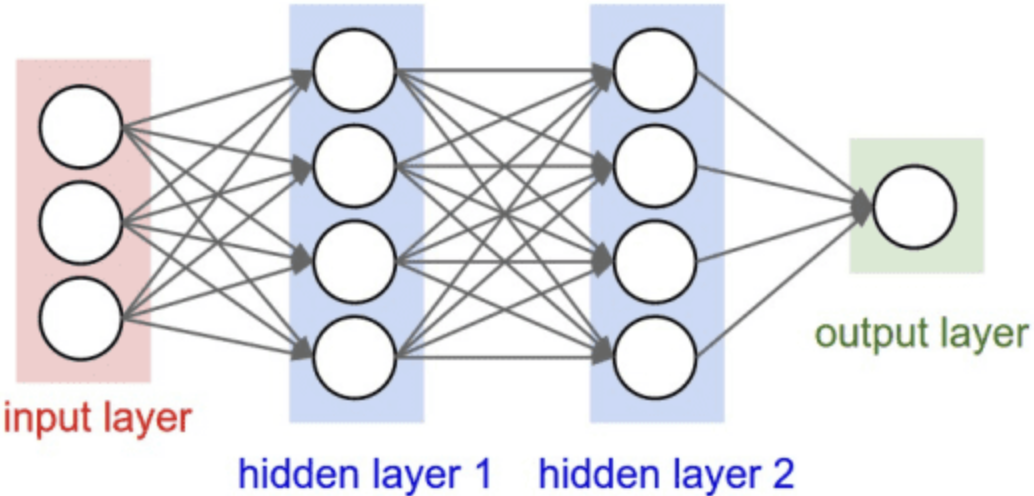 input layer
hidden layer 1
hidden layer 2
output layer